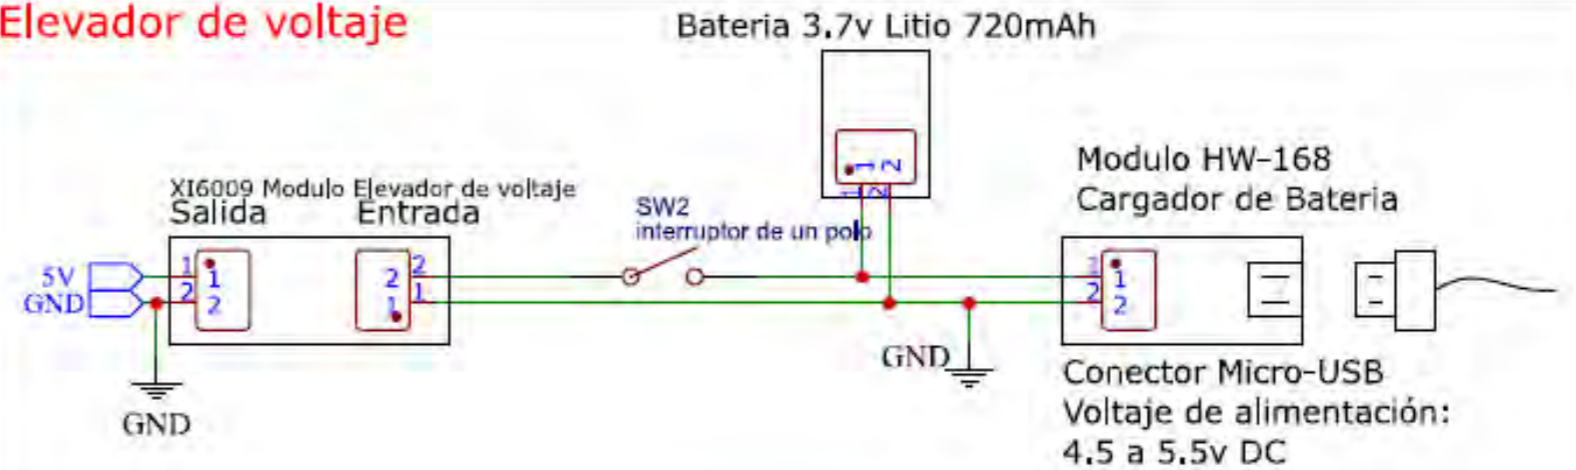 Elevador de voltaje
Bateria 3.7v Litio 720mAh
1 2
1 2
Modulo HW-168
Cargador de Bateria
XI6009 Modulo Elevador de voltaje
Salida Entrada
SW2
interruptor de un polo
5V 1 1 2 2 1 1
GND 2 2 1 1 2 2
GND
GND
Conector Micro-USB
Voltaje de alimentación:
4.5 a 5.5v DC